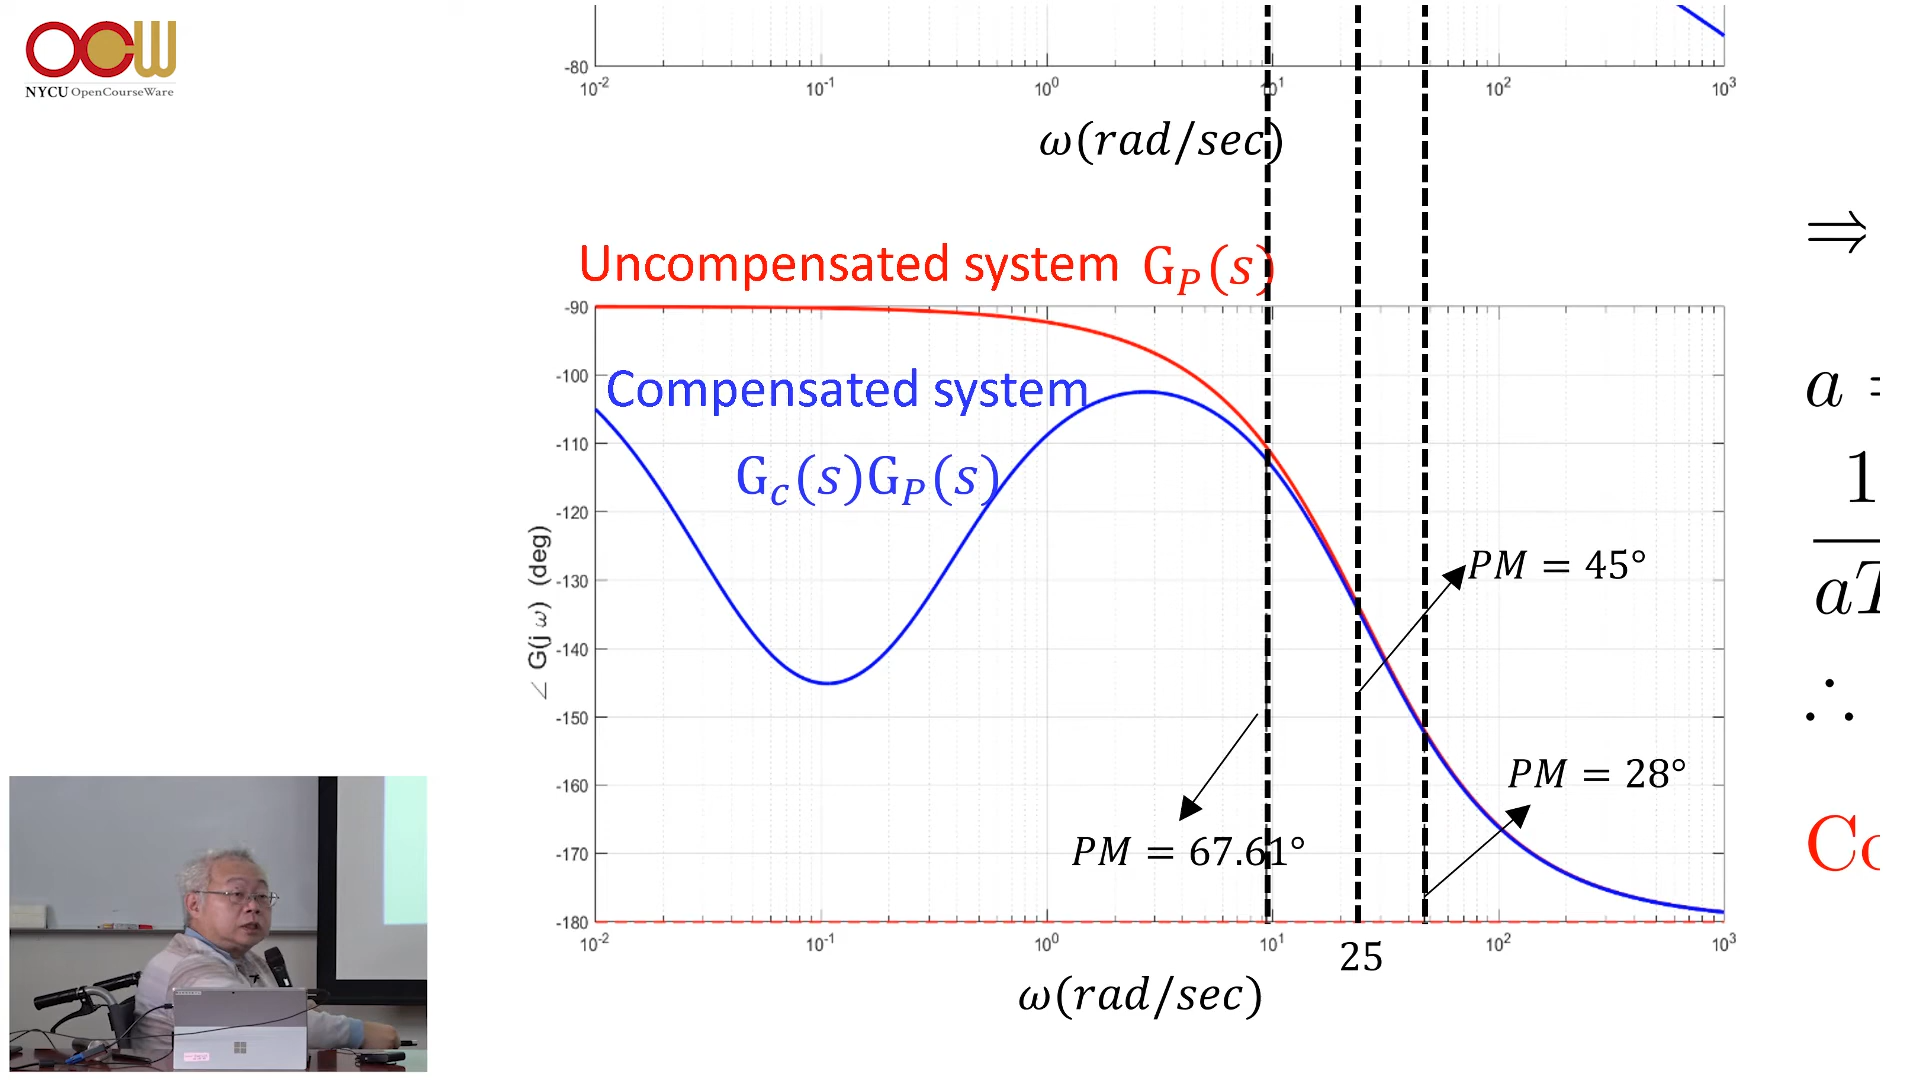 OCW
NYCU OpenCourseWare
-80
10⁻² 10⁻¹ 10⁰ 10¹ 10² 10³
ω(rad/sec)
⇒
Uncompensated system G_P(s)
-90
-100
Compensated system
a =
-110
G_c(s)G_P(s)
1
-120
∠ G(j ω) (deg)
-130
PM = 45°
aT
-140
∴
-150
-160
PM = 28°
-170
PM = 67.61°
Co
-180
10⁻² 10⁻¹ 10⁰ 10¹ 10² 10³
25
ω(rad/sec)